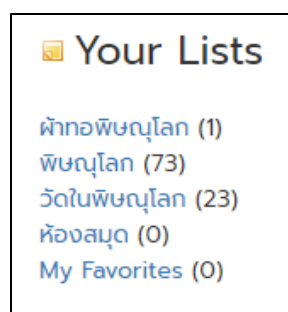 Your Lists
ผ้าทอพิษณุโลก (1)
พิษณุโลก (73)
วัดในพิษณุโลก (23)
ห้องสมุด (0)
My Favorites (0)